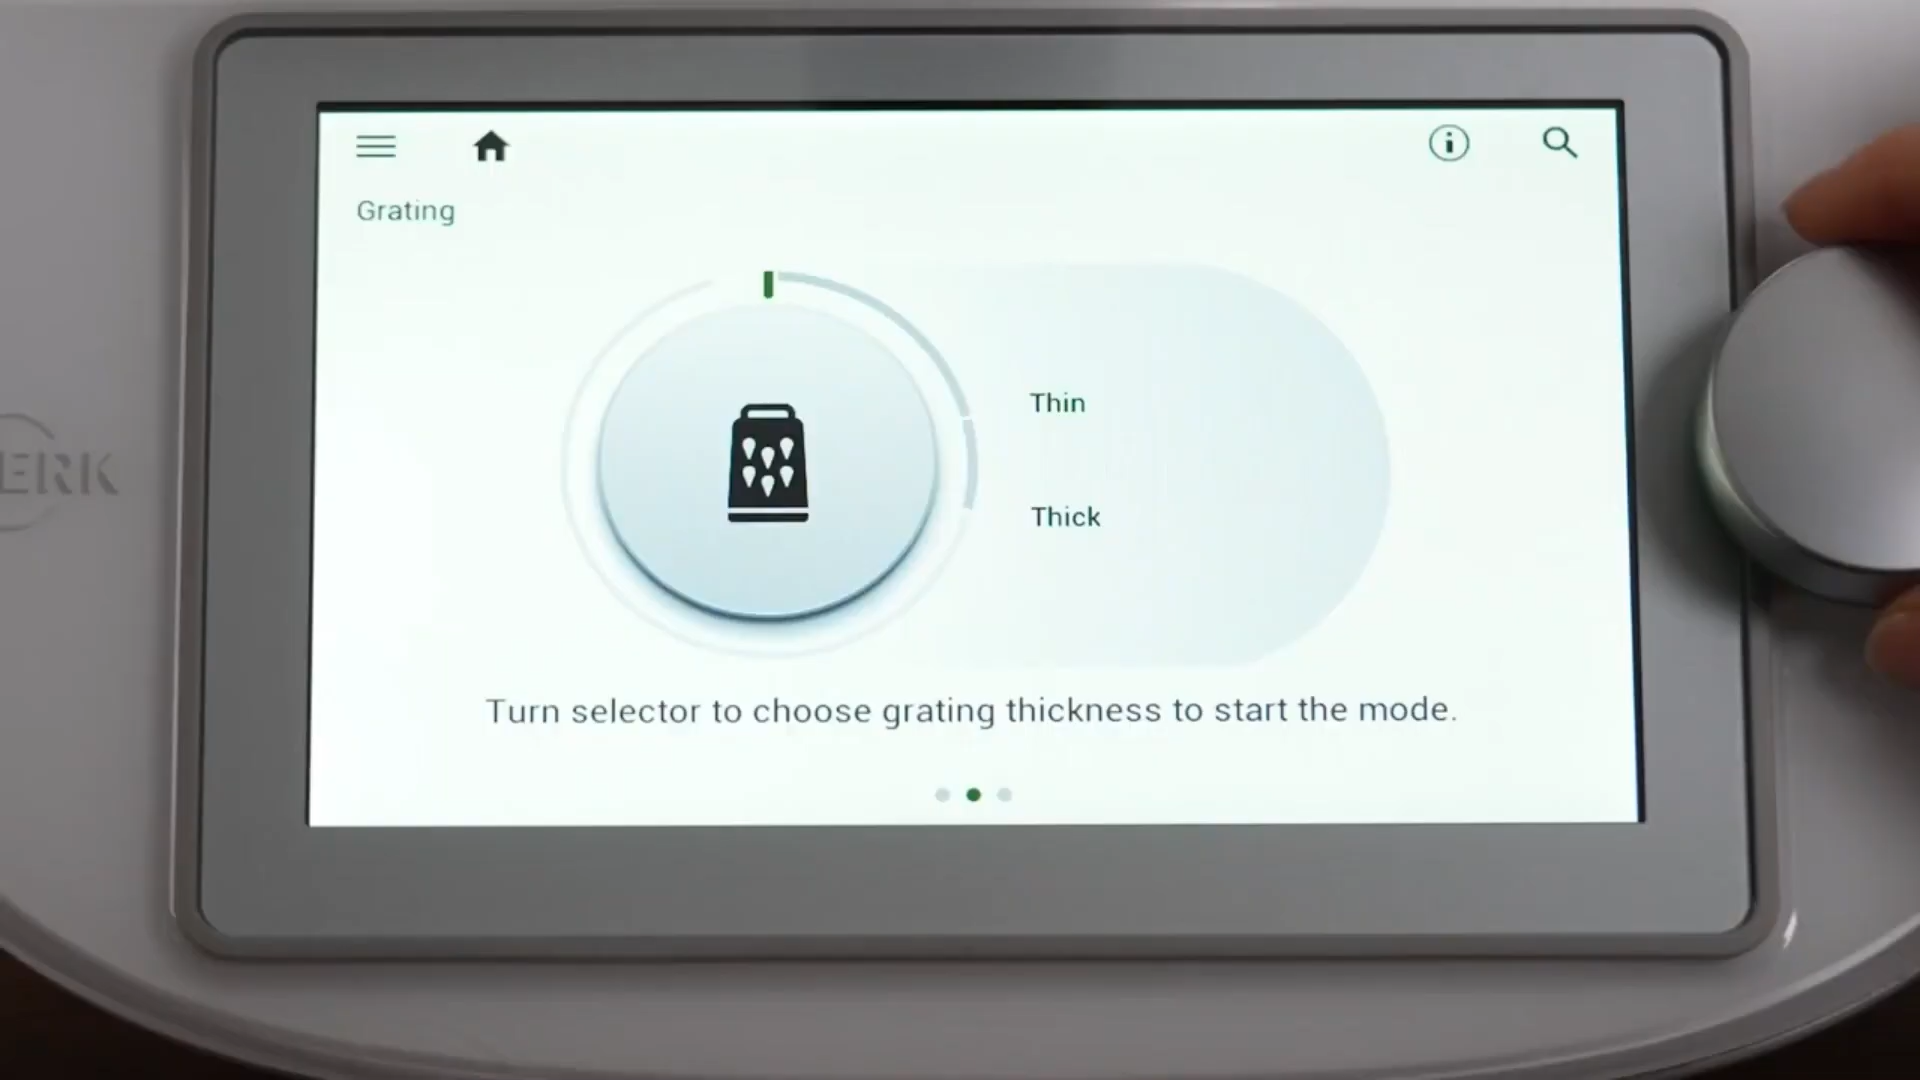 Grating
Thin
Thick
Turn selector to choose grating thickness to start the mode.
ERK